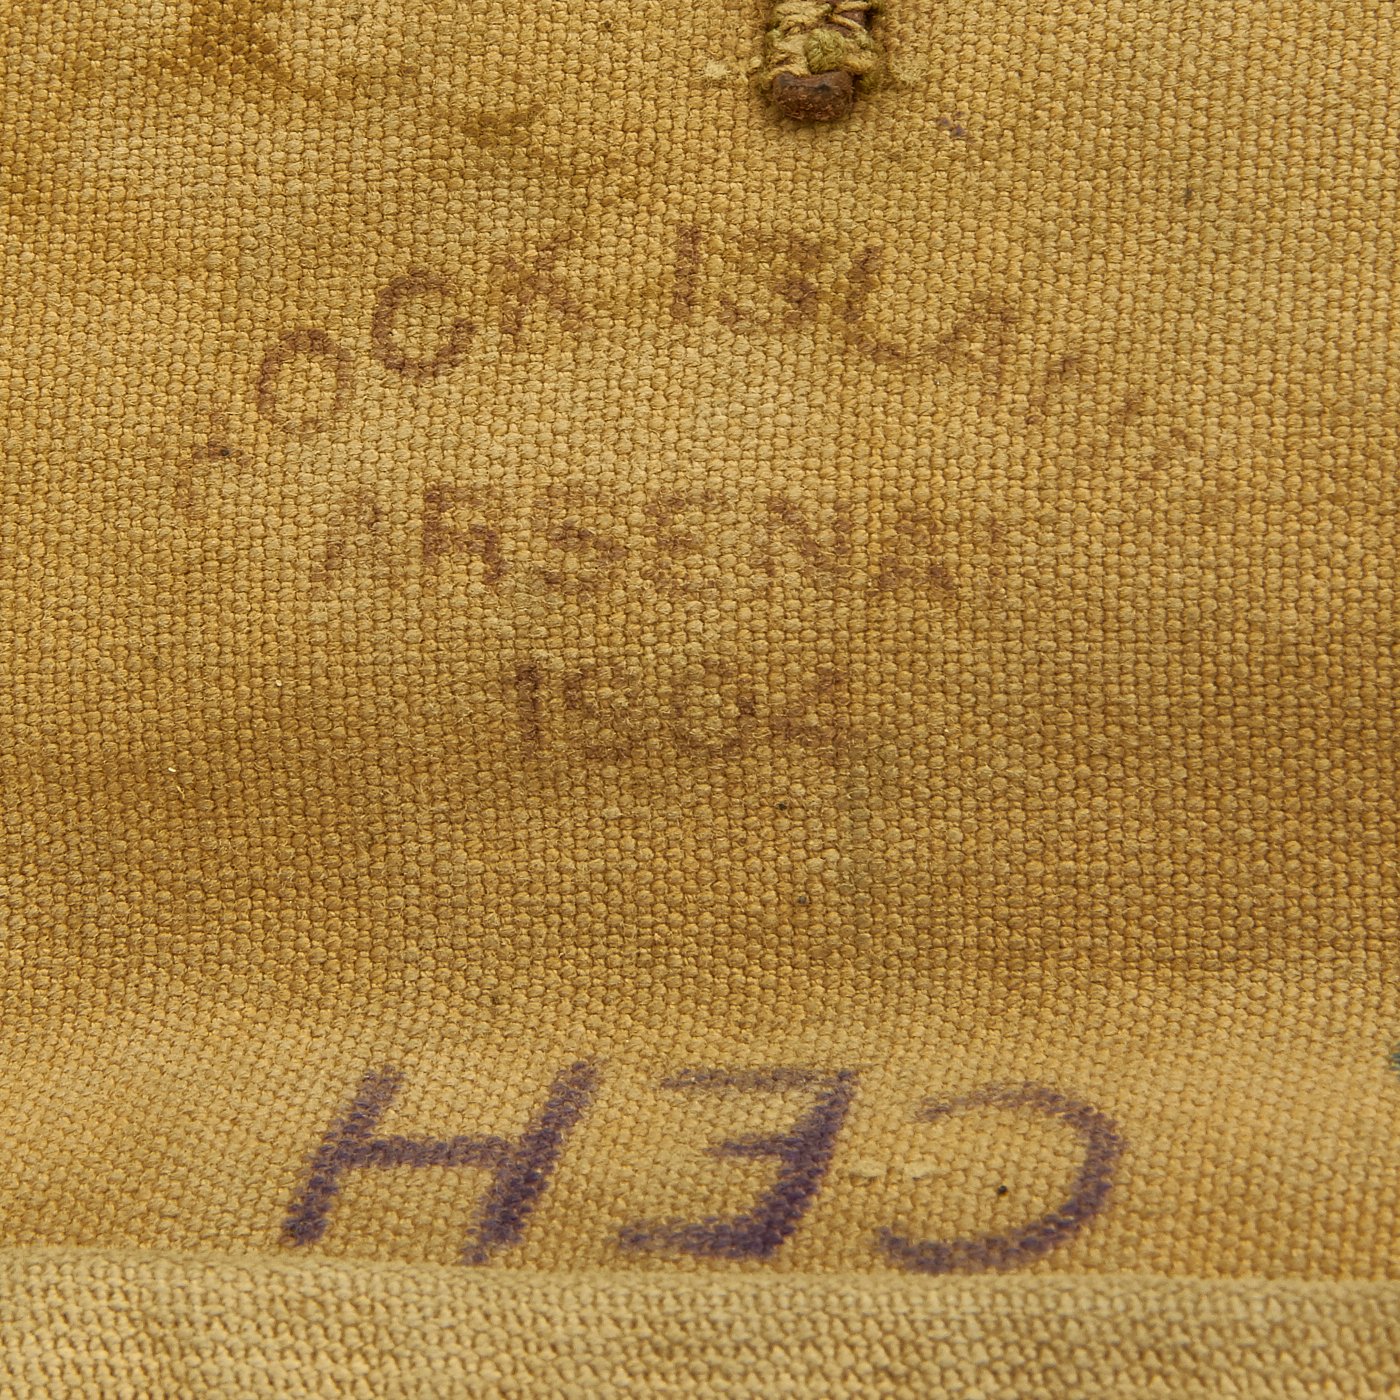 ROCK ISLAND
ARSENAL
1904
CEH